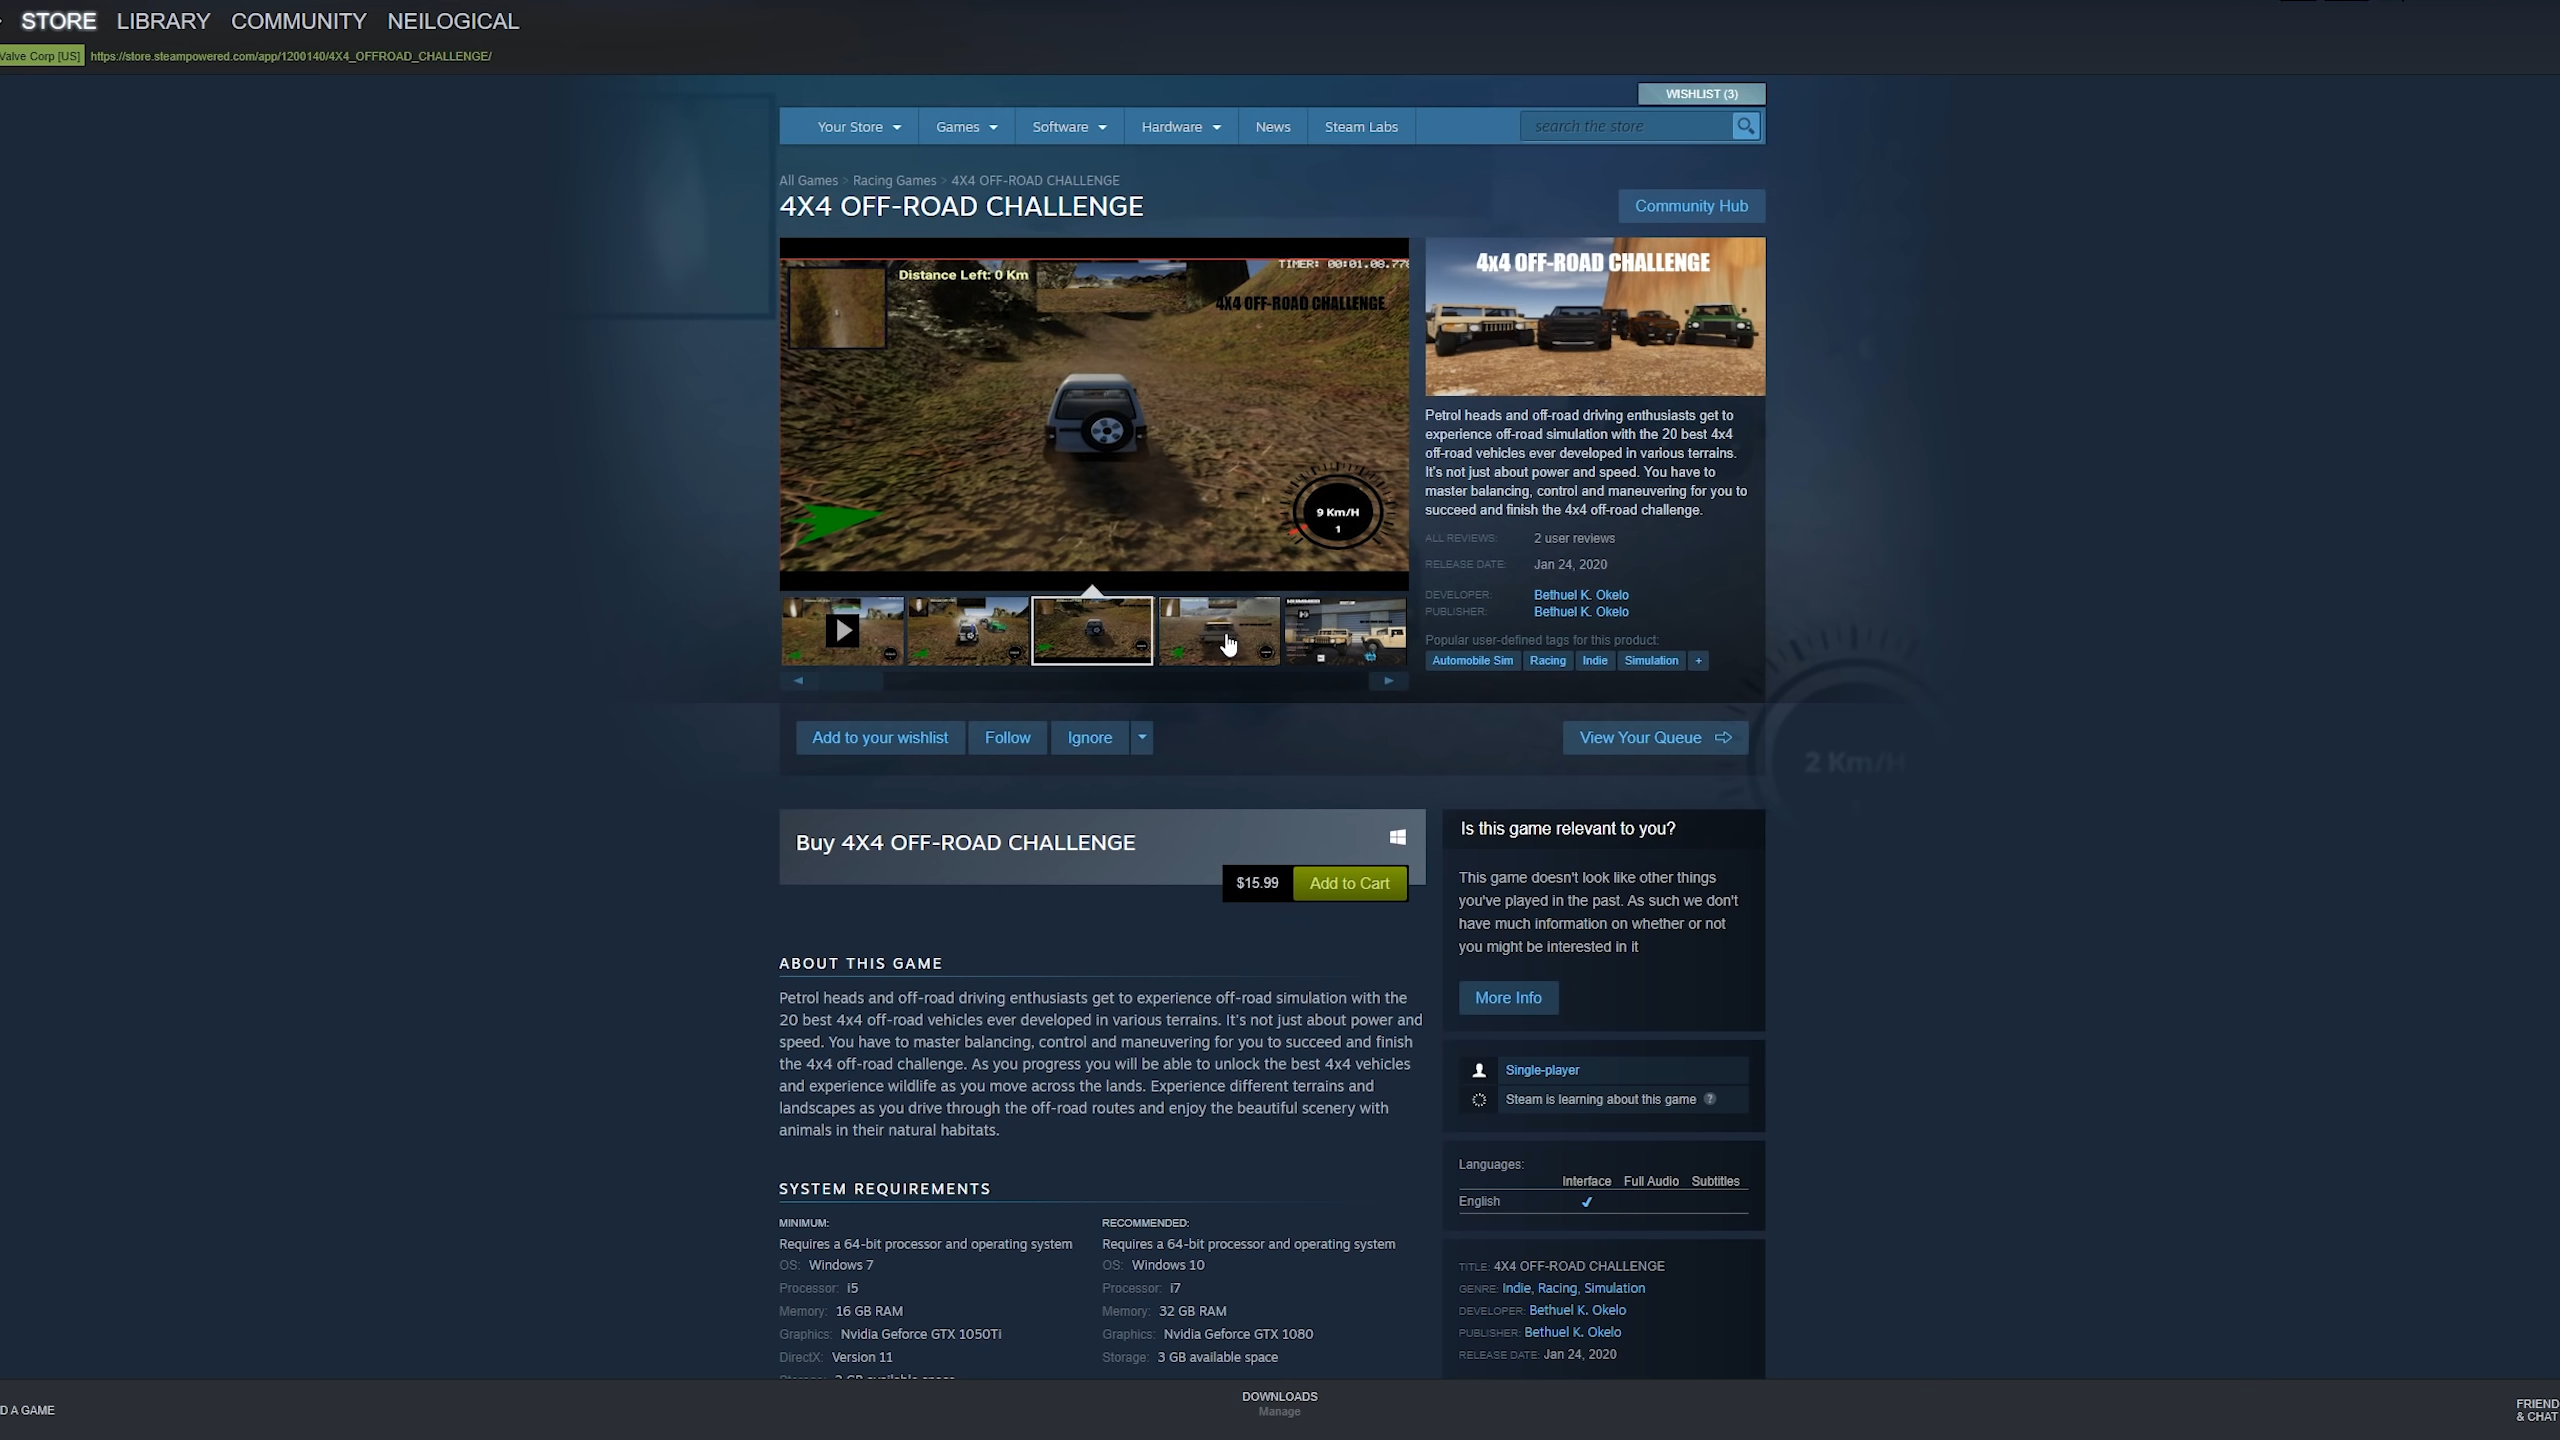 STORE LIBRARY COMMUNITY NEILOGICAL
Valve Corp [US] https://store.steampowered.com/app/1200140/4X4_OFFROAD_CHALLENGE/
WISHLIST (3)
Your Store Games Software Hardware News Steam Labs search the store
All Games > Racing Games > 4X4 OFF-ROAD CHALLENGE
4X4 OFF-ROAD CHALLENGE
Community Hub
Distance Left: 0 Km
TIMER: 00:01.08.778
4X4 OFF-ROAD CHALLENGE
9 Km/H
1
4x4 OFF-ROAD CHALLENGE
Petrol heads and off-road driving enthusiasts get to
experience off-road simulation with the 20 best 4x4
off-road vehicles ever developed in various terrains.
It's not just about power and speed. You have to
master balancing, control and maneuvering for you to
succeed and finish the 4x4 off-road challenge.
ALL REVIEWS: 2 user reviews
RELEASE DATE: Jan 24, 2020
DEVELOPER: Bethuel K. Okelo
PUBLISHER: Bethuel K. Okelo
Popular user-defined tags for this product:
Automobile Sim Racing Indie Simulation +
Add to your wishlist Follow Ignore
View Your Queue
2 Km/H
Buy 4X4 OFF-ROAD CHALLENGE
$15.99 Add to Cart
ABOUT THIS GAME
Petrol heads and off-road driving enthusiasts get to experience off-road simulation with the
20 best 4x4 off-road vehicles ever developed in various terrains. It's not just about power and
speed. You have to master balancing, control and maneuvering for you to succeed and finish
the 4x4 off-road challenge. As you progress you will be able to unlock the best 4x4 vehicles
and experience wildlife as you move across the lands. Experience different terrains and
landscapes as you drive through the off-road routes and enjoy the beautiful scenery with
animals in their natural habitats.
SYSTEM REQUIREMENTS
MINIMUM:
Requires a 64-bit processor and operating system
OS: Windows 7
Processor: i5
Memory: 16 GB RAM
Graphics: Nvidia Geforce GTX 1050Ti
DirectX: Version 11
Storage: 3 GB available space
RECOMMENDED:
Requires a 64-bit processor and operating system
OS: Windows 10
Processor: i7
Memory: 32 GB RAM
Graphics: Nvidia Geforce GTX 1080
Storage: 3 GB available space
Is this game relevant to you?
This game doesn't look like other things
you've played in the past. As such we don't
have much information on whether or not
you might be interested in it
More Info
Single-player
Steam is learning about this game ?
Languages:
Interface Full Audio Subtitles
English ✔
TITLE: 4X4 OFF-ROAD CHALLENGE
GENRE: Indie, Racing, Simulation
DEVELOPER: Bethuel K. Okelo
PUBLISHER: Bethuel K. Okelo
RELEASE DATE: Jan 24, 2020
D A GAME
DOWNLOADS
Manage
FRIEND
& CHAT